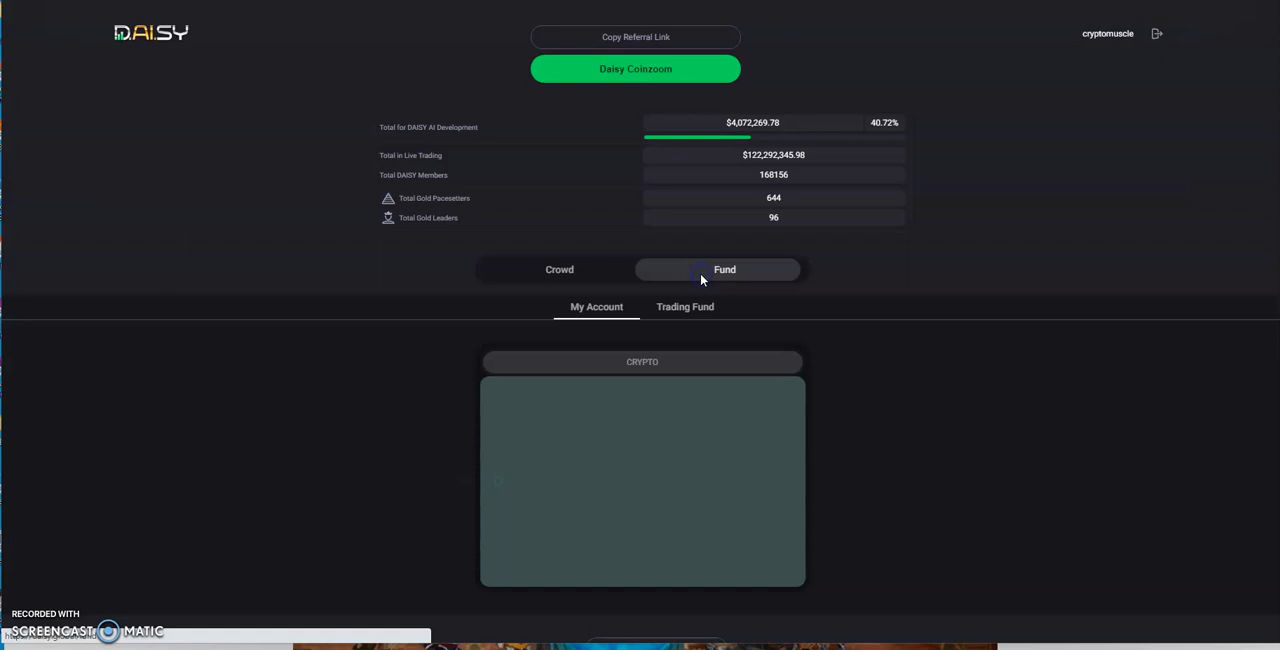 DAISY
Copy Referral Link
cryptomuscle
Daisy Coinzoom
Total for DAISY AI Development $4,072,269.78 40.72%
Total in Live Trading $122,292,345.98
Total DAISY Members 168156
Total Gold Pacesetters 644
Total Gold Leaders 96
Crowd Fund
My Account Trading Fund
CRYPTO
RECORDED WITH
SCREENCAST MATIC